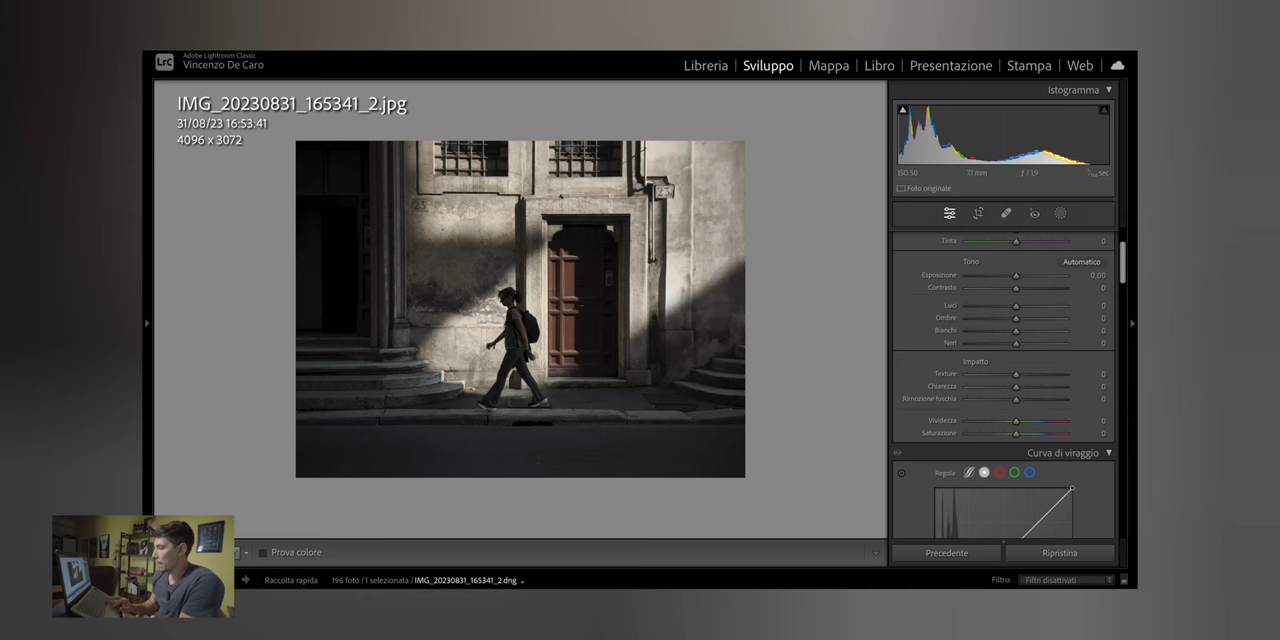 LrC
Adobe Lightroom Classic
Vincenzo De Caro
Libreria | Sviluppo | Mappa | Libro | Presentazione | Stampa | Web
IMG_20230831_165341_2.jpg
31/08/23 16:53:41
4096 x 3072
Istogramma
ISO 50
ƒ / 1,9
sec
Foto originale
Tinta 0
Tono Automatico
Esposizione 0,00
Contrasto 0
Luci 0
Ombre 0
Bianchi 0
Neri 0
Impatto
Texture 0
Chiarezza 0
Rimozione foschia 0
Vividezza 0
Saturazione 0
Curva di viraggio
Regola:
Prova colore
Precedente
Ripristina
Raccolta rapida
196 foto / 1 selezionata / IMG_20230831_165341_2.dng
Filtro: Filtri disattivati